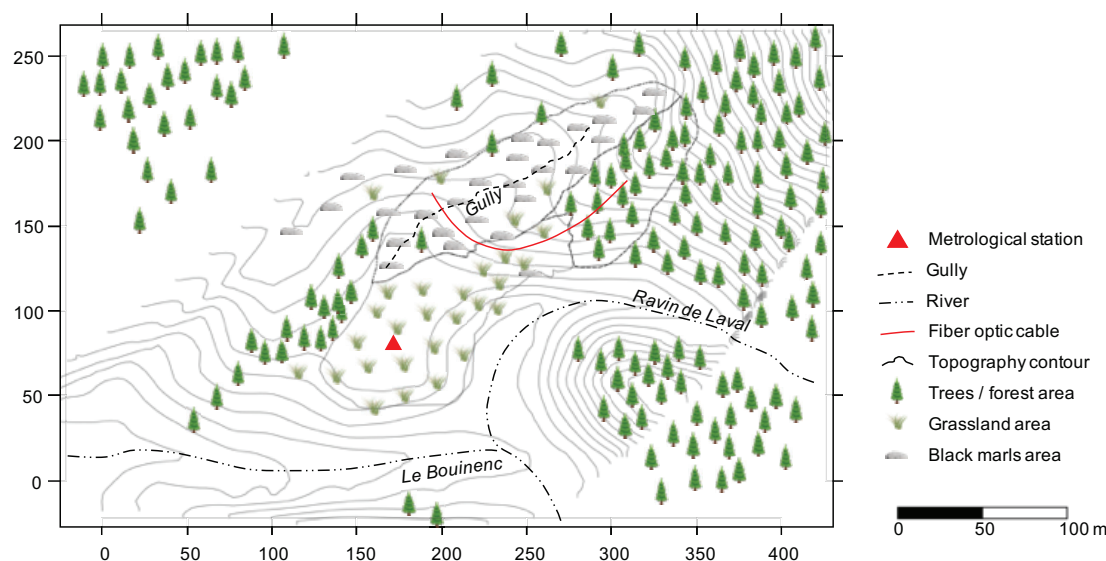 250
200
150
100
50
0
0
50
100
150
200
250
300
350
400
Gully
Ravin de Laval
Le Bouinenc
Metrological station
Gully
River
Fiber optic cable
Topography contour
Trees / forest area
Grassland area
Black marls area
0
50
100 m